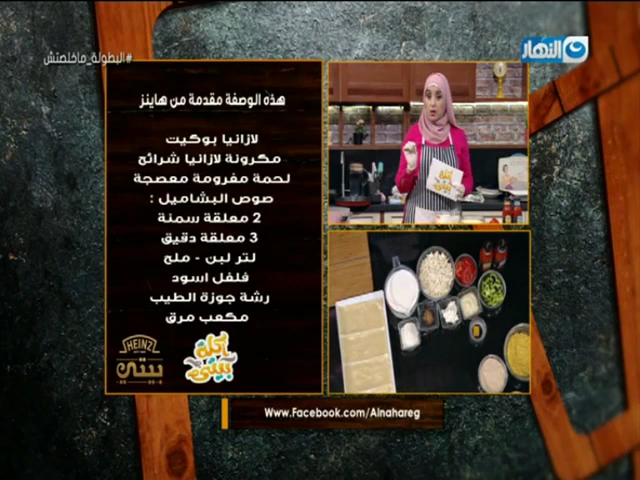 #البطولة_ماخلصتش
النهار
هذه الوصفة مقدمة من هاينز
لازانيا بوكيت
مكرونة لازانيا شرائح
لحمة مفرومة معصجة
صوص البشاميل :
2 معلقة سمنة
3 معلقة دقيق
لتر لبن - ملح
فلفل اسود
رشة جوزة الطيب
مكعب مرق
HEINZ
ستي
أكلة
بيتي
www.Facebook.com/Alnahareg